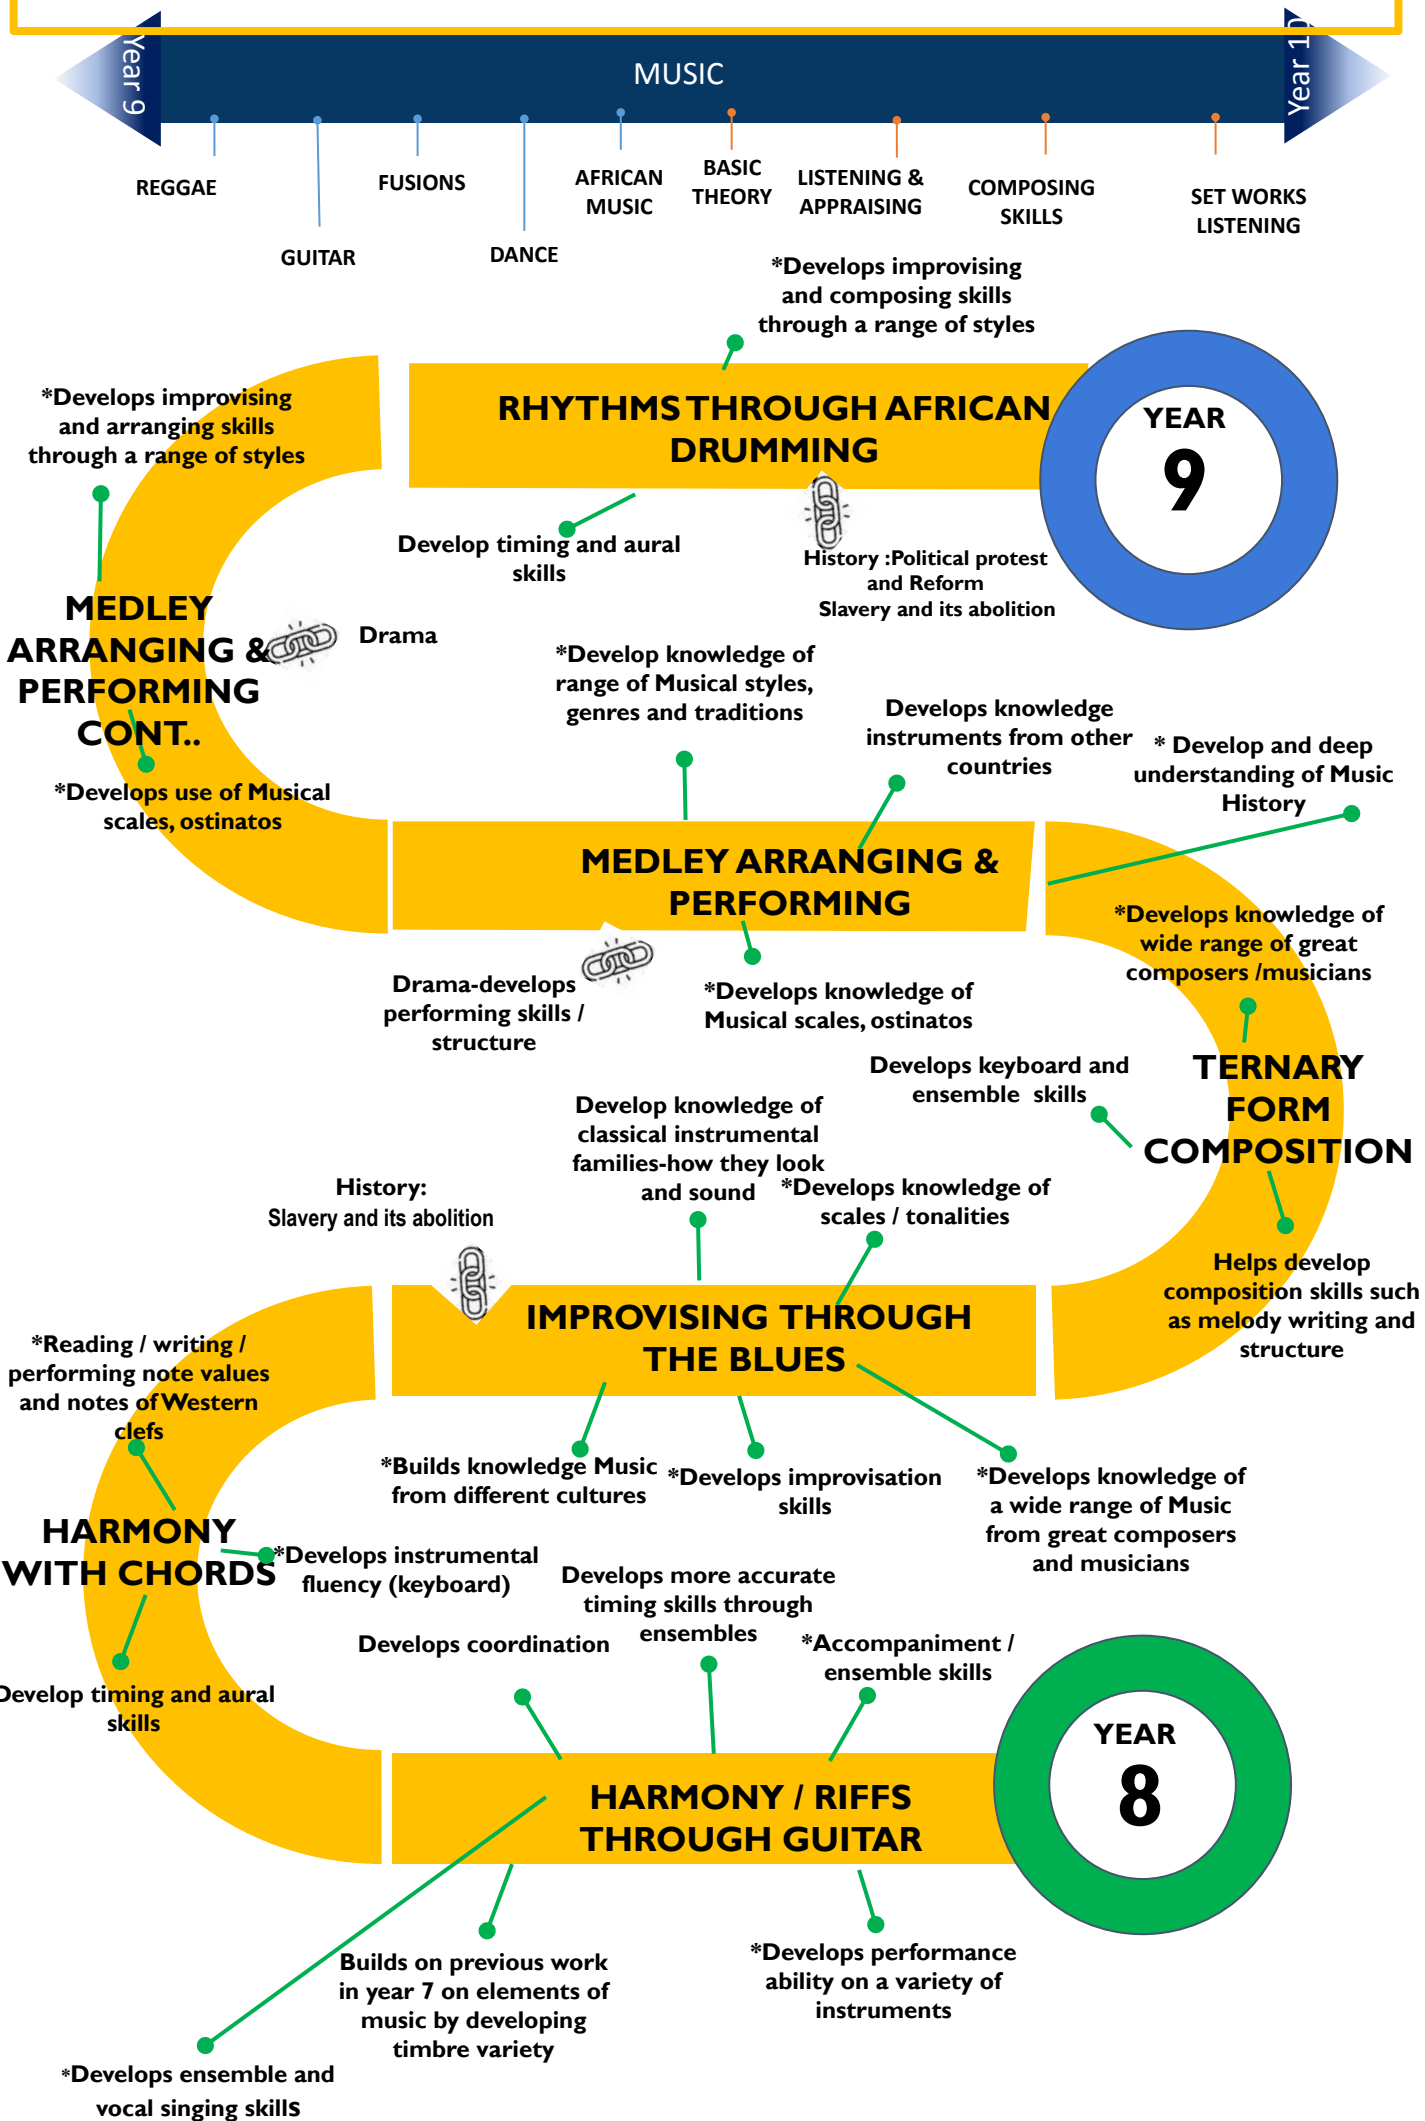 Year 9
MUSIC
Year 10
REGGAE
GUITAR
FUSIONS
DANCE
AFRICAN
MUSIC
BASIC
THEORY
LISTENING &
APPRAISING
COMPOSING
SKILLS
SET WORKS
LISTENING
*Develops improvising
and composing skills
through a range of styles
RHYTHMS THROUGH AFRICAN
DRUMMING
YEAR
9
*Develops improvising
and arranging skills
through a range of styles
Develop timing and aural
skills
History :Political protest
and Reform
Slavery and its abolition
MEDLEY
ARRANGING &
PERFORMING
CONT..
Drama
*Develops use of Musical
scales, ostinatos
*Develop knowledge of
range of Musical styles,
genres and traditions
Develops knowledge
instruments from other
countries
* Develop and deep
understanding of Music
History
MEDLEY ARRANGING &
PERFORMING
*Develops knowledge of
wide range of great
composers /musicians
Drama-develops
performing skills /
structure
*Develops knowledge of
Musical scales, ostinatos
Develops keyboard and
ensemble skills
TERNARY
FORM
COMPOSITION
Develop knowledge of
classical instrumental
families-how they look
and sound
*Develops knowledge of
scales / tonalities
History:
Slavery and its abolition
Helps develop
composition skills such
as melody writing and
structure
IMPROVISING THROUGH
THE BLUES
*Reading / writing /
performing note values
and notes of Western
clefs
*Builds knowledge Music
from different cultures
*Develops improvisation
skills
*Develops knowledge of
a wide range of Music
from great composers
and musicians
HARMONY
WITH CHORDS
*Develops instrumental
fluency (keyboard)
Develop timing and aural
skills
Develops coordination
Develops more accurate
timing skills through
ensembles
*Accompaniment /
ensemble skills
YEAR
8
HARMONY / RIFFS
THROUGH GUITAR
Builds on previous work
in year 7 on elements of
music by developing
timbre variety
*Develops performance
ability on a variety of
instruments
*Develops ensemble and
vocal singing skills